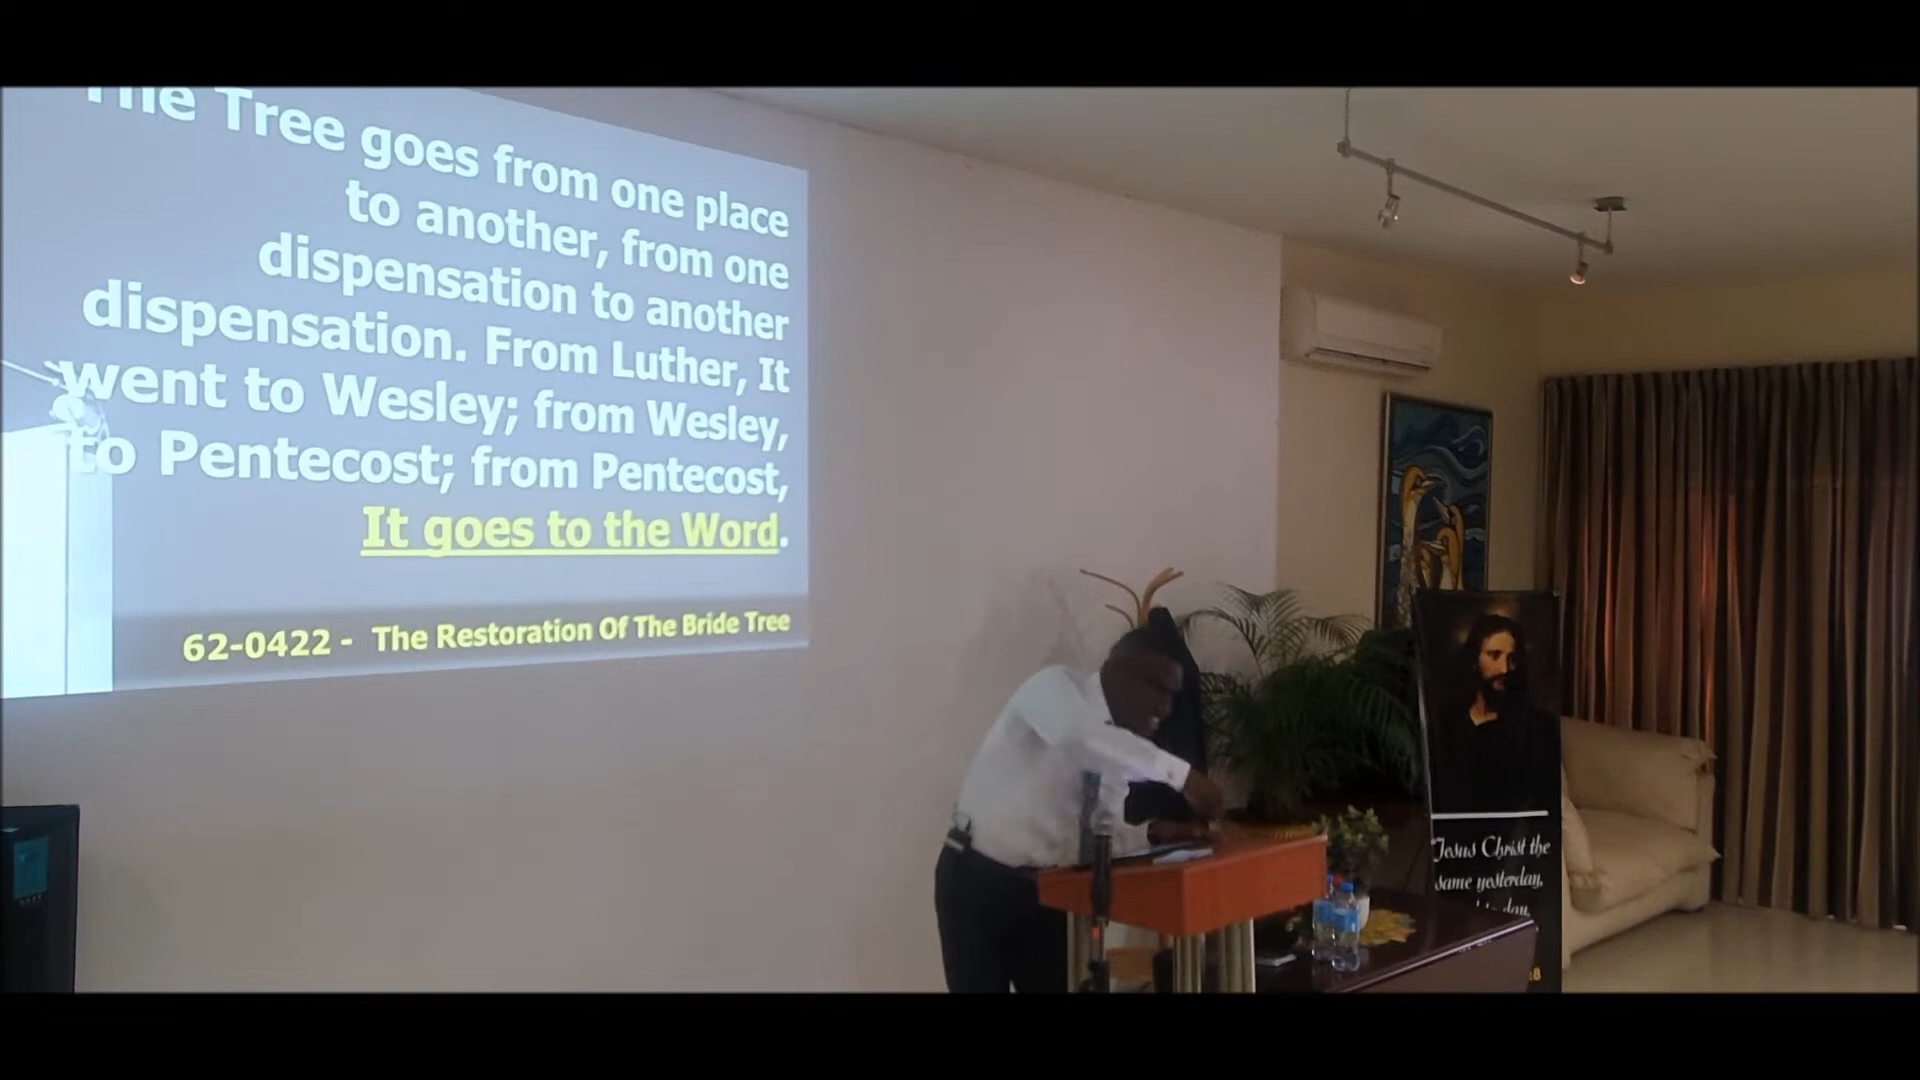 The Tree goes from one place
to another, from one
dispensation to another
dispensation. From Luther, It
went to Wesley; from Wesley,
to Pentecost; from Pentecost,
It goes to the Word.
62-0422 - The Restoration Of The Bride Tree
"Jesus Christ the
same yesterday,
day,
:8